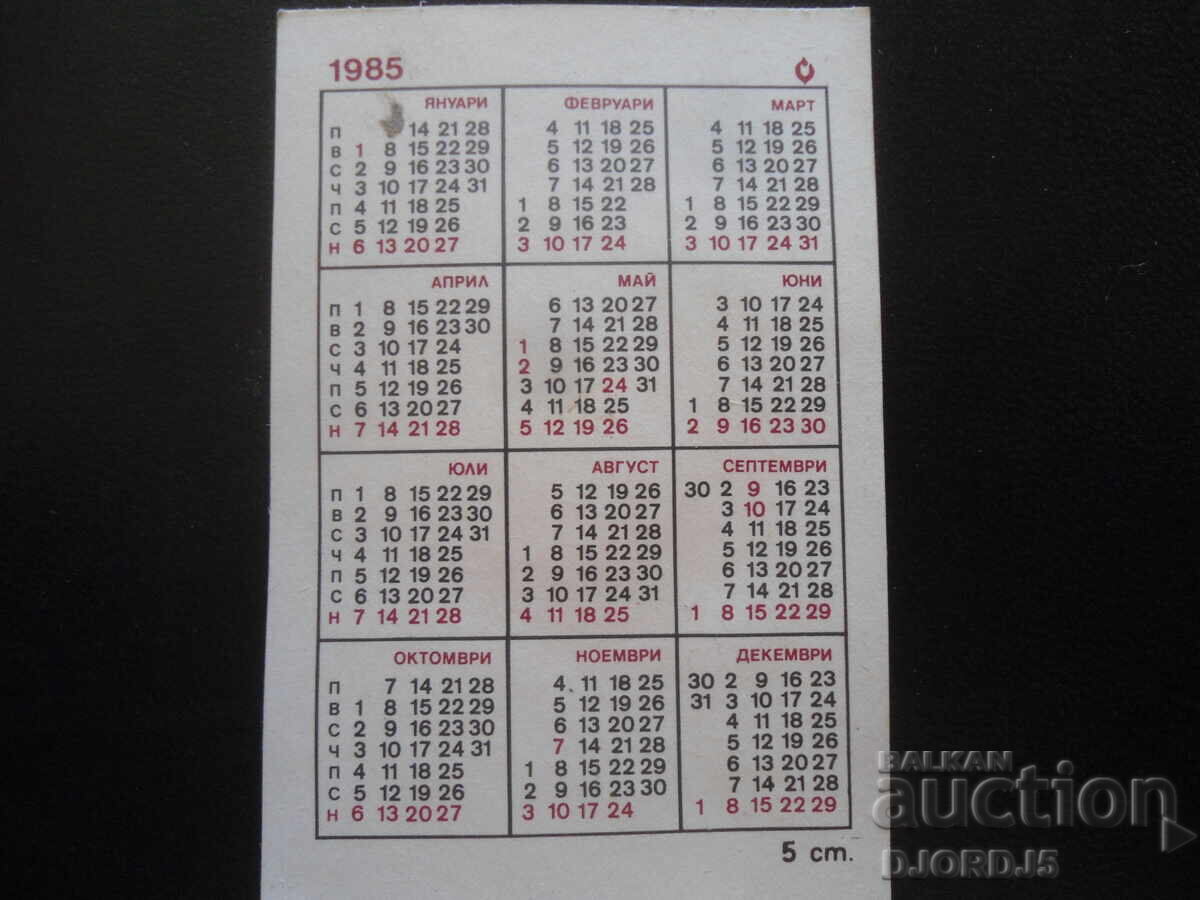 1985
ЯНУАРИ ФЕВРУАРИ МАРТ
П 14 21 28 4 11 18 25 4 11 18 25
В 1 8 15 22 29 5 12 19 26 5 12 19 26
С 2 9 16 23 30 6 13 20 27 6 13 20 27
Ч 3 10 17 24 31 7 14 21 28 7 14 21 28
П 4 11 18 25 1 8 15 22 1 8 15 22 29
С 5 12 19 26 2 9 16 23 2 9 16 23 30
Н 6 13 20 27 3 10 17 24 3 10 17 24 31
АПРИЛ МАЙ ЮНИ
П 1 8 15 22 29 6 13 20 27 3 10 17 24
В 2 9 16 23 30 7 14 21 28 4 11 18 25
С 3 10 17 24 1 8 15 22 29 5 12 19 26
Ч 4 11 18 25 2 9 16 23 30 6 13 20 27
П 5 12 19 26 3 10 17 24 31 7 14 21 28
С 6 13 20 27 4 11 18 25 1 8 15 22 29
Н 7 14 21 28 5 12 19 26 2 9 16 23 30
ЮЛИ АВГУСТ СЕПТЕМВРИ
П 1 8 15 22 29 5 12 19 26 30 2 9 16 23
В 2 9 16 23 30 6 13 20 27 3 10 17 24
С 3 10 17 24 31 7 14 21 28 4 11 18 25
Ч 4 11 18 25 1 8 15 22 29 5 12 19 26
П 5 12 19 26 2 9 16 23 30 6 13 20 27
С 6 13 20 27 3 10 17 24 31 7 14 21 28
Н 7 14 21 28 4 11 18 25 1 8 15 22 29
ОКТОМВРИ НОЕМВРИ ДЕКЕМВРИ
П 7 14 21 28 4 11 18 25 30 2 9 16 23
В 1 8 15 22 29 5 12 19 26 31 3 10 17 24
С 2 9 16 23 30 6 13 20 27 4 11 18 25
Ч 3 10 17 24 31 7 14 21 28 5 12 19 26
П 4 11 18 25 1 8 15 22 29 6 13 20 27
С 5 12 19 26 2 9 16 23 30 7 14 21 28
Н 6 13 20 27 3 10 17 24 1 8 15 22 29
5 cm.
BALKAN
auction
DJORDJ5